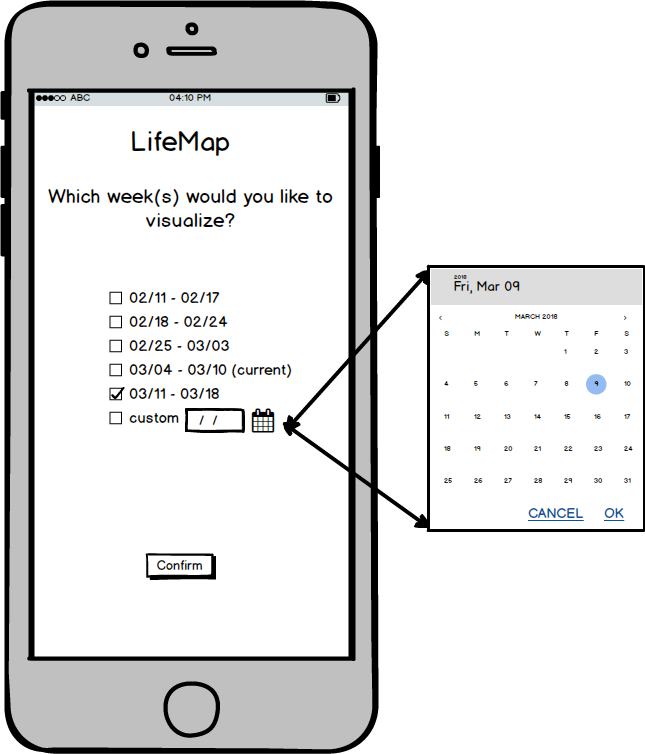 ABC 04:10 PM
LifeMap
Which week(s) would you like to
visualize?
02/11 - 02/17
02/18 - 02/24
02/25 - 03/03
03/04 - 03/10 (current)
03/11 - 03/18
custom / /
Confirm
2018
Fri, Mar 09
‹ MARCH 2018 ›
S M T W T F S
1 2 3
4 5 6 7 8 9 10
11 12 13 14 15 16 17
18 19 20 21 22 23 24
25 26 27 28 29 30 31
CANCEL OK